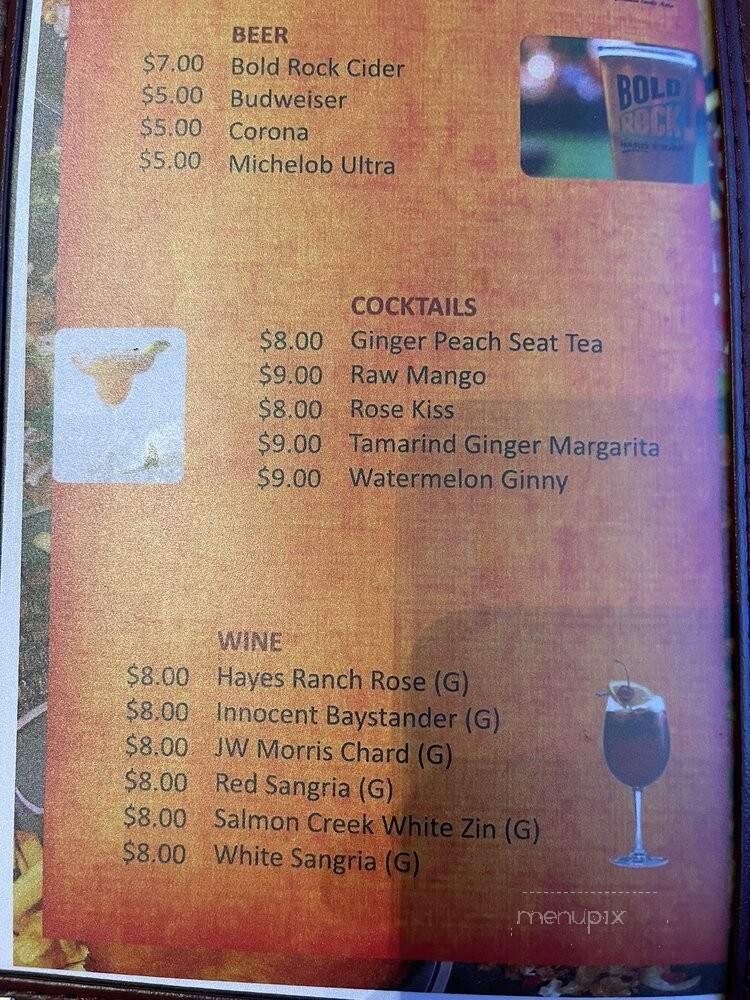 BEER
$7.00 Bold Rock Cider
$5.00 Budweiser
$5.00 Corona
$5.00 Michelob Ultra
BOLD
ROCK
COCKTAILS
$8.00 Ginger Peach Seat Tea
$9.00 Raw Mango
$8.00 Rose Kiss
$9.00 Tamarind Ginger Margarita
$9.00 Watermelon Ginny
WINE
$8.00 Hayes Ranch Rose (G)
$8.00 Innocent Baystander (G)
$8.00 JW Morris Chard (G)
$8.00 Red Sangria (G)
$8.00 Salmon Creek White Zin (G)
$8.00 White Sangria (G)
menupix